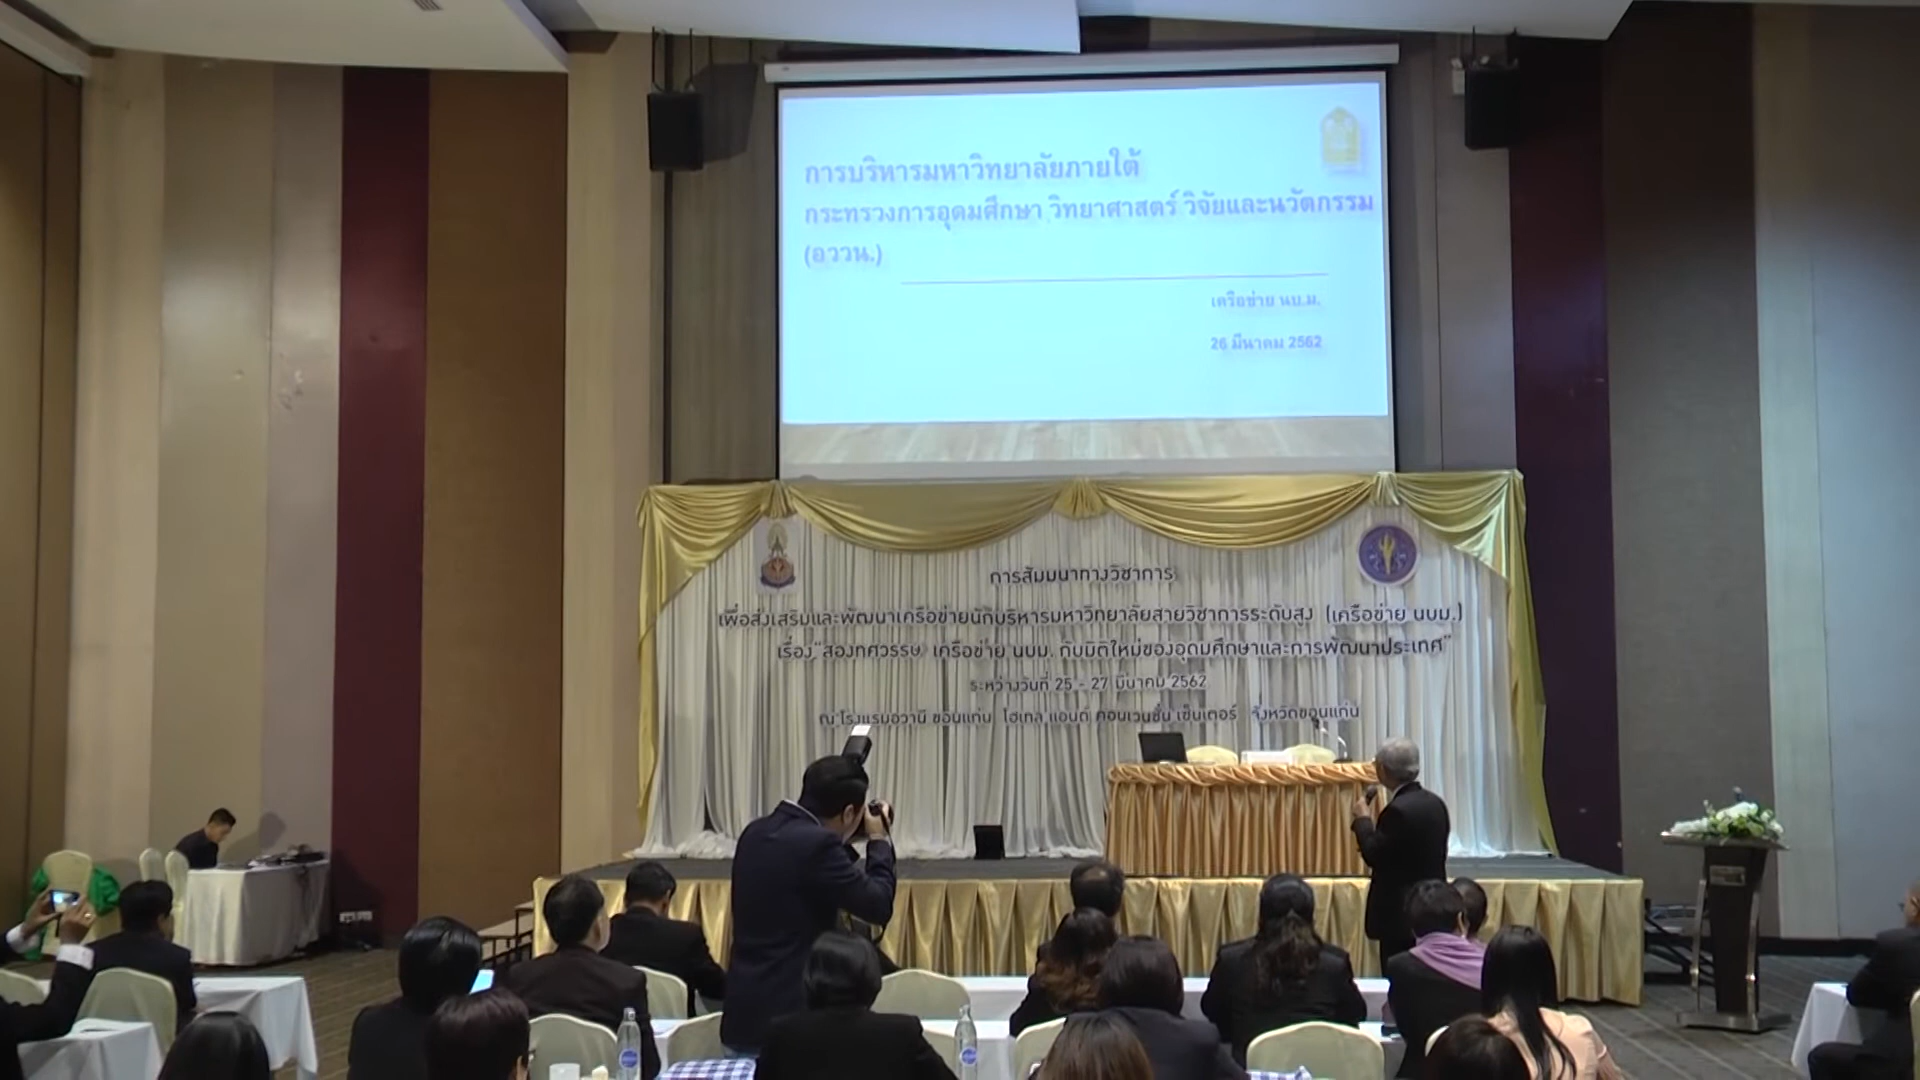 การบริหารมหาวิทยาลัยภายใต้
กระทรวงการอุดมศึกษา วิทยาศาสตร์ วิจัยและนวัตกรรม
(อววน.)
เครือข่าย นบ.ม.
26 มีนาคม 2562
การสัมมนาทางวิชาการ
เพื่อส่งเสริมและพัฒนาเครือข่ายนักบริหารมหาวิทยาลัยสายวิชาการระดับสูง (เครือข่าย นบม.)
เรื่อง "สองทศวรรษ เครือข่าย นบม. กับมิติใหม่ของอุดมศึกษาและการพัฒนาประเทศ"
ระหว่างวันที่ 25 - 27 มีนาคม 2562
ณ โรงแรมอวานี ขอนแก่น โฮเทล แอนด์ คอนเวนชั่น เซ็นเตอร์ จังหวัดขอนแก่น